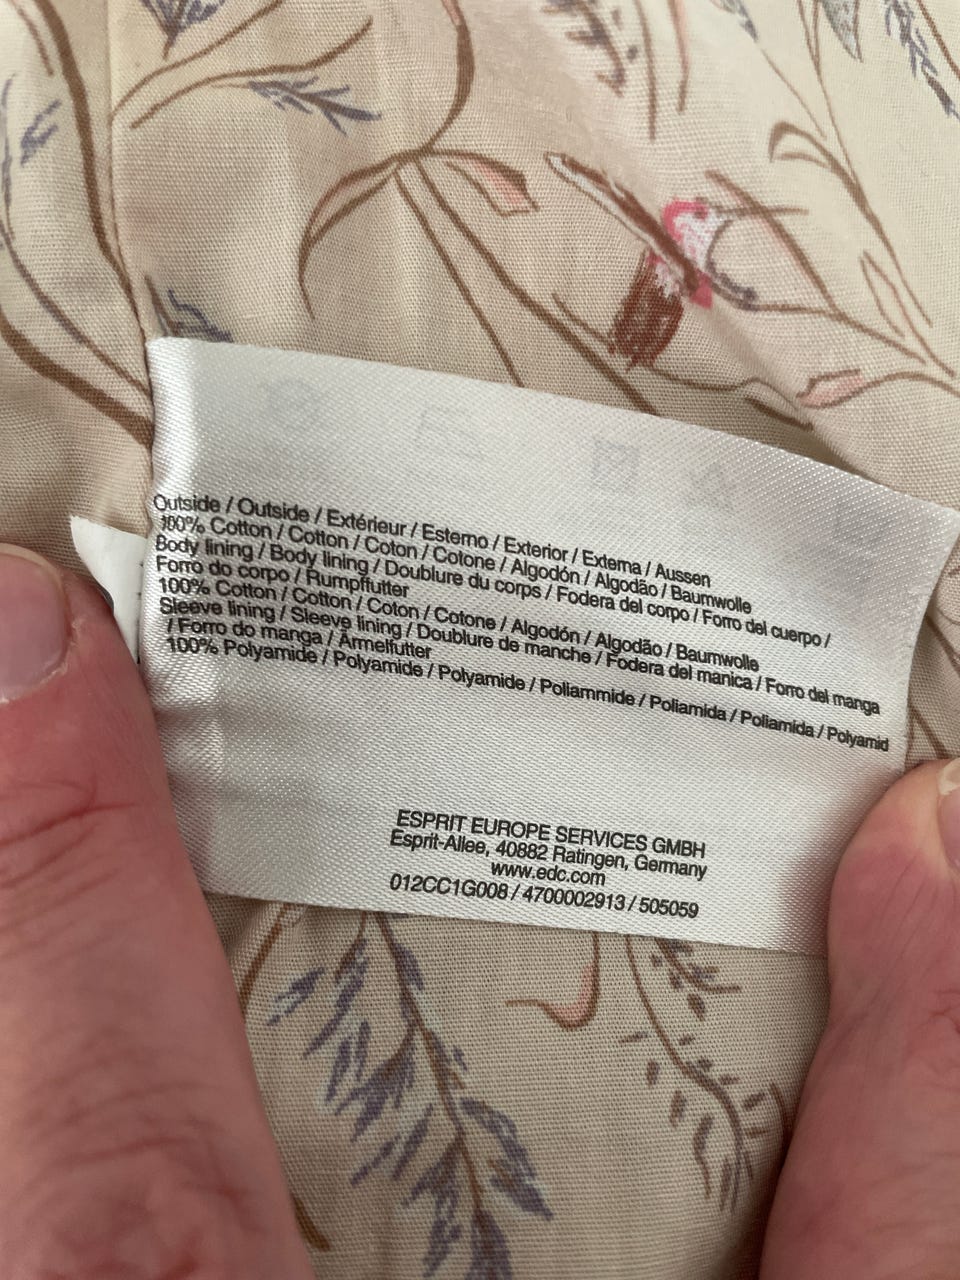 Outside / Outside / Extérieur / Esterno / Exterior / Externa / Aussen
100% Cotton / Cotton / Coton / Cotone / Algodón / Algodão / Baumwolle
Body lining / Body lining / Doublure du corps / Fodera del corpo / Forro del cuerpo /
Forro do corpo / Rumpffutter
100% Cotton / Cotton / Coton / Cotone / Algodón / Algodão / Baumwolle
Sleeve lining / Sleeve lining / Doublure de manche / Fodera del manica / Forro del manga
/ Forro do manga / Ärmelfutter
100% Polyamide / Polyamide / Polyamide / Poliammide / Poliamida / Poliamida / Polyamid
ESPRIT EUROPE SERVICES GMBH
Esprit-Allee, 40882 Ratingen, Germany
www.edc.com
012CC1G008 / 4700002913 / 505059